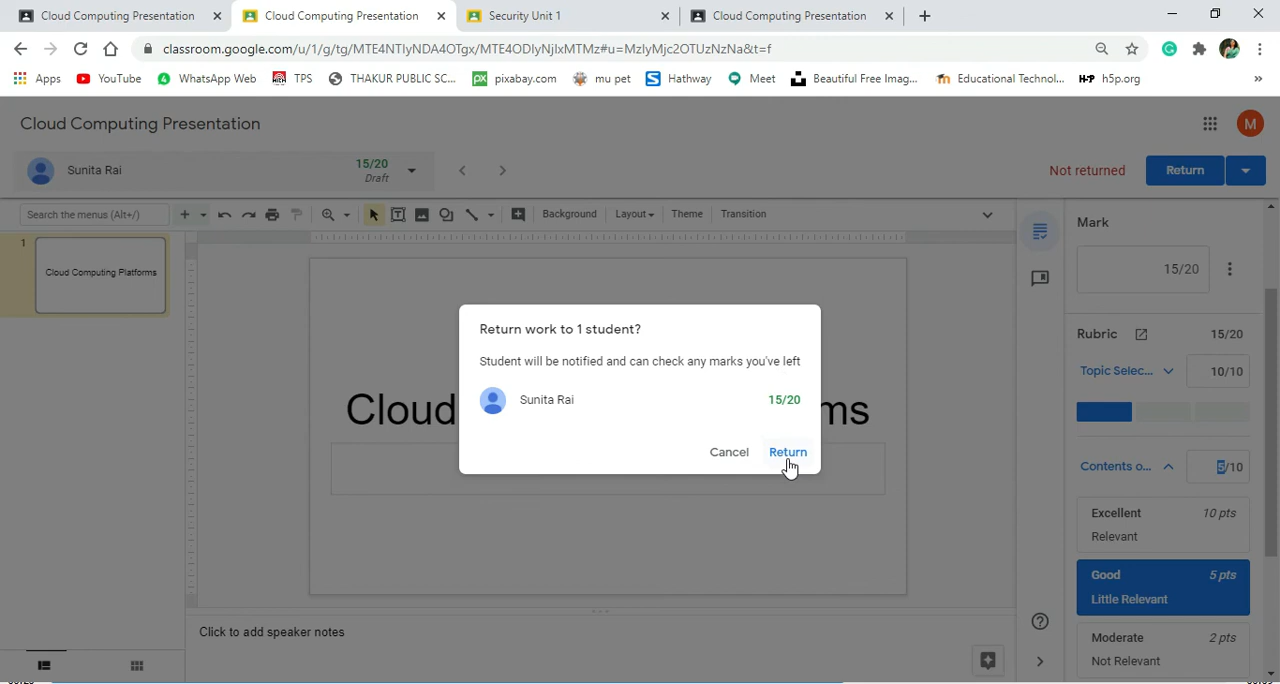 Cloud Computing Presentation
Cloud Computing Presentation
Security Unit 1
Cloud Computing Presentation
classroom.google.com/u/1/g/tg/MTE4NTIyNDA4OTgx/MTE4ODIyNjIxMTMz#u=MzIyMjc2OTUzNzNa&t=f
Apps
YouTube
WhatsApp Web
TPS
THAKUR PUBLIC SC...
pixabay.com
mu pet
Hathway
Meet
Beautiful Free Imag...
Educational Technol...
H-P h5p.org
Cloud Computing Presentation
M
Sunita Rai
15/20
Draft
Not returned
Return
Search the menus (Alt+/)
Background
Layout
Theme
Transition
Mark
15/20
1
Cloud Computing Platforms
Return work to 1 student?
Student will be notified and can check any marks you've left
Sunita Rai
15/20
Cancel
Return
Cloud
ms
Rubric
15/20
Topic Selec...
10/10
Contents o...
5/10
Excellent
10 pts
Relevant
Good
5 pts
Little Relevant
Moderate
2 pts
Not Relevant
Click to add speaker notes